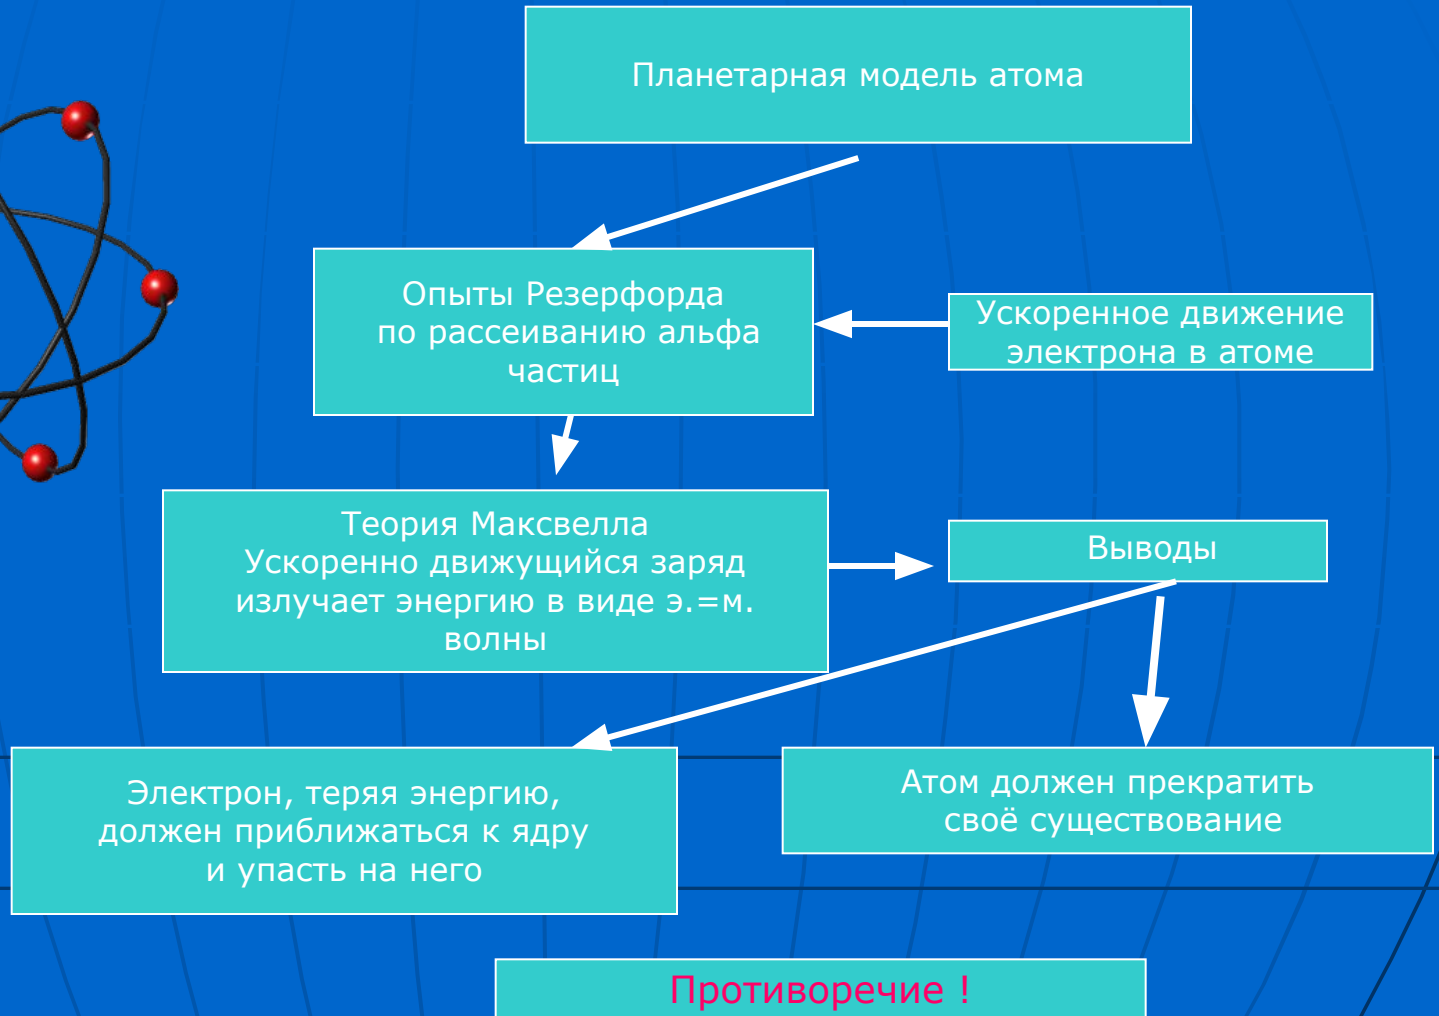 Планетарная модель атома
Опыты Резерфорда
по рассеиванию альфа
частиц
Ускоренное движение
электрона в атоме
Теория Максвелла
Ускоренно движущийся заряд
излучает энергию в виде э.=м.
волны
Выводы
Электрон, теряя энергию,
должен приближаться к ядру
и упасть на него
Атом должен прекратить
своё существование
Противоречие !